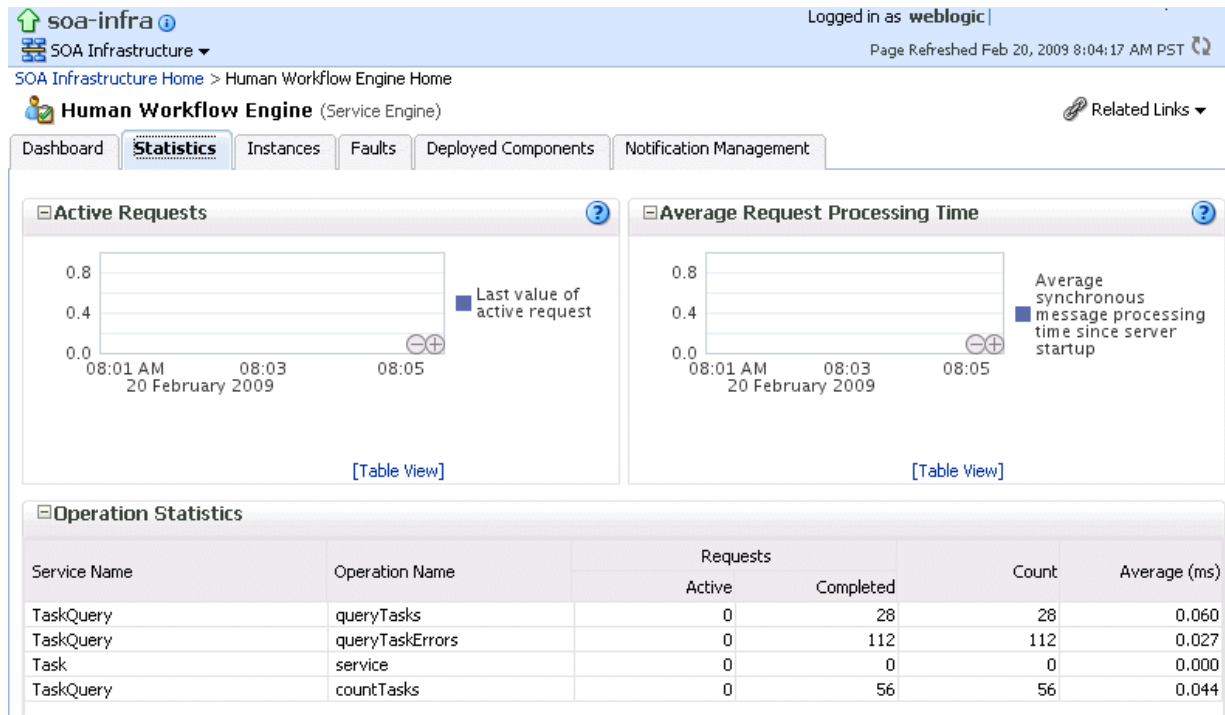 soa-infra
Logged in as weblogic|
SOA Infrastructure
Page Refreshed Feb 20, 2009 8:04:17 AM PST
SOA Infrastructure Home > Human Workflow Engine Home
Human Workflow Engine (Service Engine)
Related Links
Dashboard Statistics Instances Faults Deployed Components Notification Management
Active Requests
0.8
0.4
0.0
08:01 AM 08:03 08:05
20 February 2009
Last value of
active request
[Table View]
Average Request Processing Time
0.8
0.4
0.0
08:01 AM 08:03 08:05
20 February 2009
Average
synchronous
message processing
time since server
startup
[Table View]
Operation Statistics
Service Name Operation Name Requests Count Average (ms)
Active Completed
TaskQuery queryTasks 0 28 28 0.060
TaskQuery queryTaskErrors 0 112 112 0.027
Task service 0 0 0 0.000
TaskQuery countTasks 0 56 56 0.044